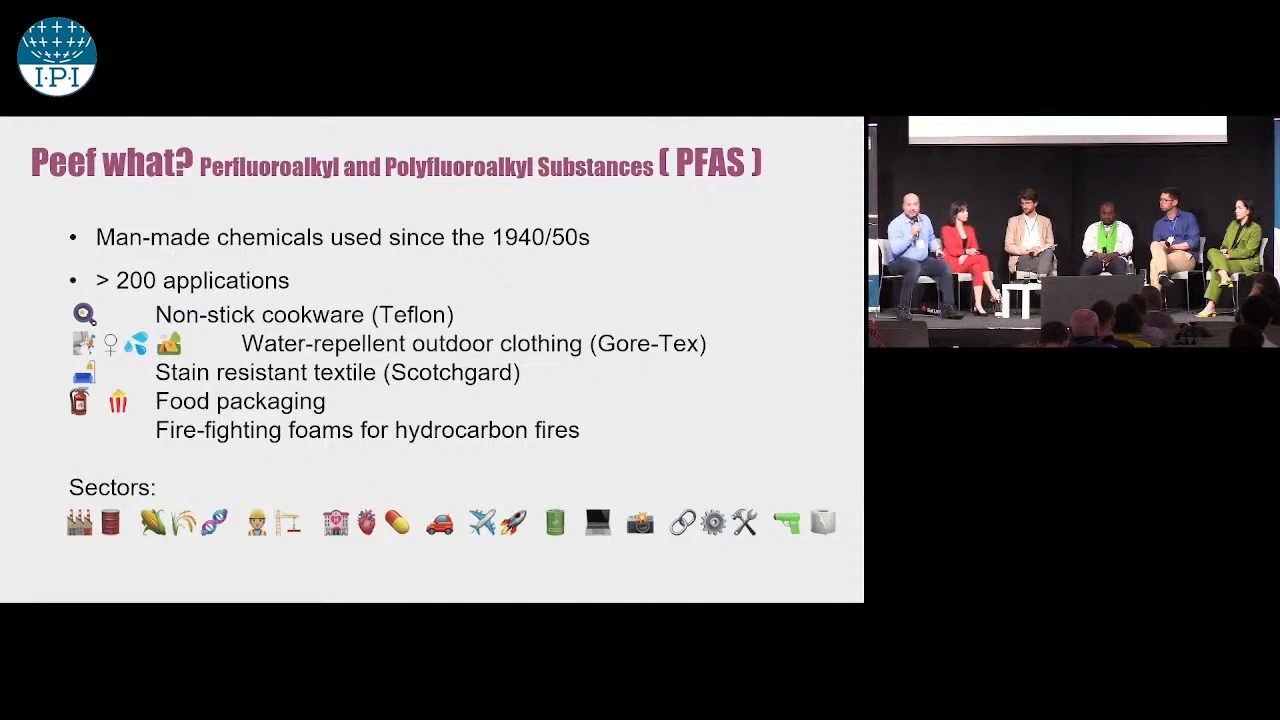 I·P·I
Peef what? Perfluoroalkyl and Polyfluoroalkyl Substances ( PFAS )
• Man-made chemicals used since the 1940/50s
• > 200 applications
Non-stick cookware (Teflon)
Water-repellent outdoor clothing (Gore-Tex)
Stain resistant textile (Scotchgard)
Food packaging
Fire-fighting foams for hydrocarbon fires
Sectors: